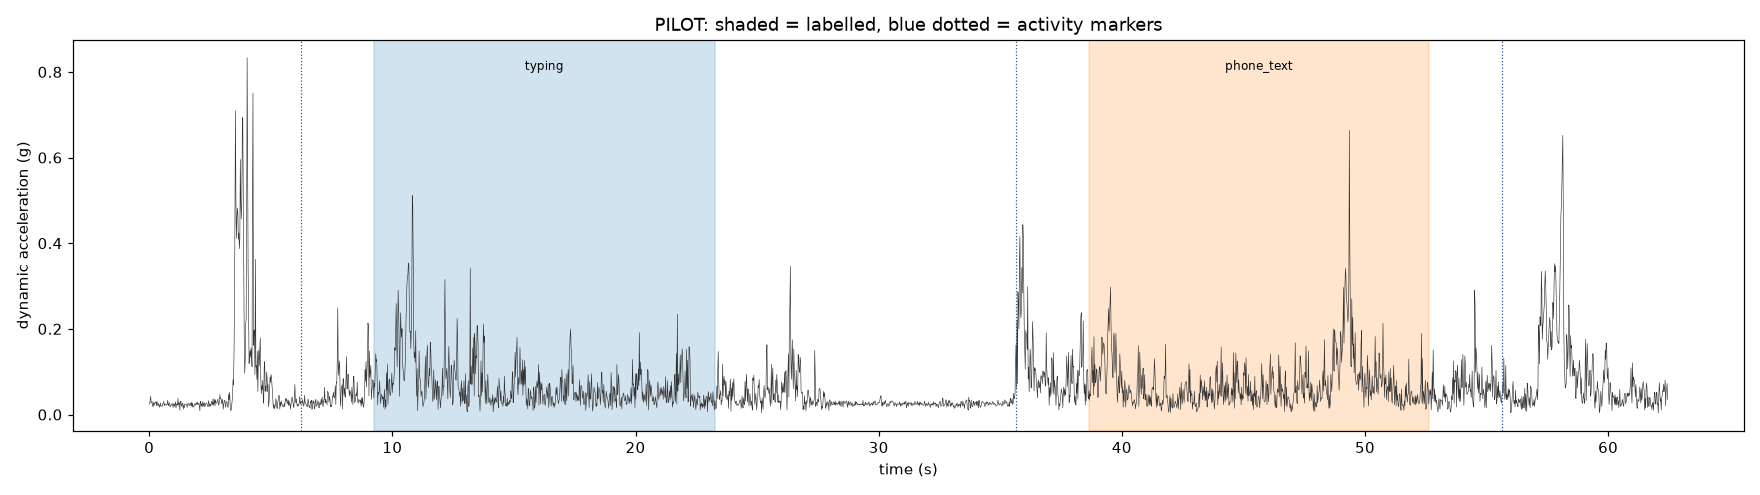 PILOT: shaded = labelled, blue dotted = activity markers
typing
phone_text
dynamic acceleration (g)
0.8
0.6
0.4
0.2
0.0
0
10
20
30
40
50
60
time (s)